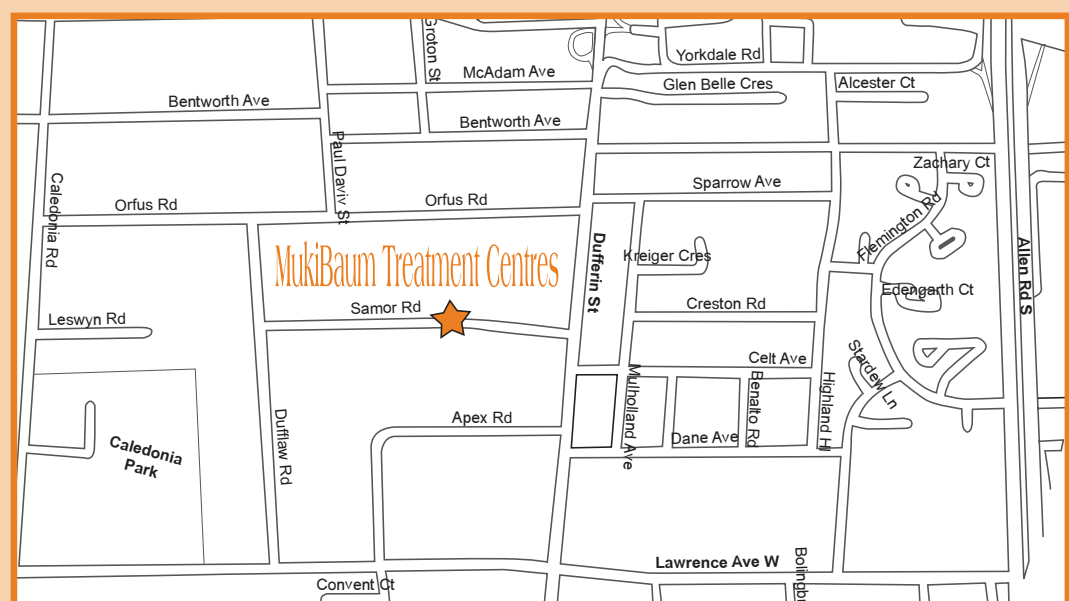 Groton St
Yorkdale Rd
McAdam Ave
Glen Belle Cres
Alcester Ct
Bentworth Ave
Bentworth Ave
Paul Daviv St
Zachary Ct
Caledonia Rd
Sparrow Ave
Orfus Rd
Orfus Rd
Flemington Rd
Dufferin St
Kreiger Cres
Allen Rd S
MukiBaum Treatment Centres
Edengarth Ct
Creston Rd
Samor Rd
Leswyn Rd
Celt Ave
Stardew Ln
Mulholland Ave
Benalto Rd
Highland Hl
Dufflaw Rd
Apex Rd
Dane Ave
Caledonia
Park
Lawrence Ave W
Convent Ct